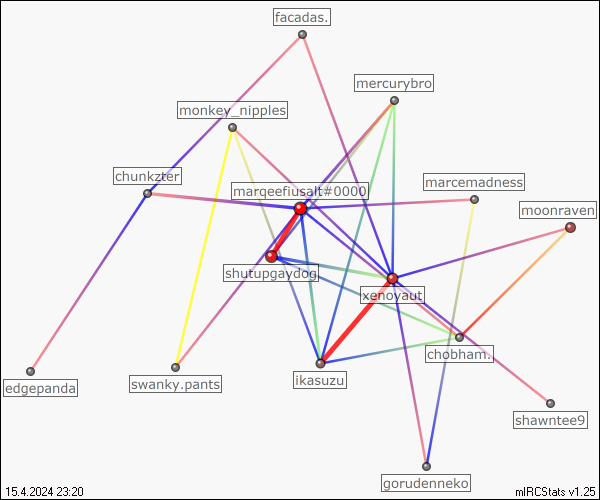 facadas.
mercurybro
monkey_nipples
chunkzter
marqeefiusalt#0000
marcemadness
moonraven
shutupgaydog
xenoyaut
chobham.
edgepanda
swanky.pants
ikasuzu
shawntee9
gorudenneko
15.4.2024 23:20
mIRCStats v1.25